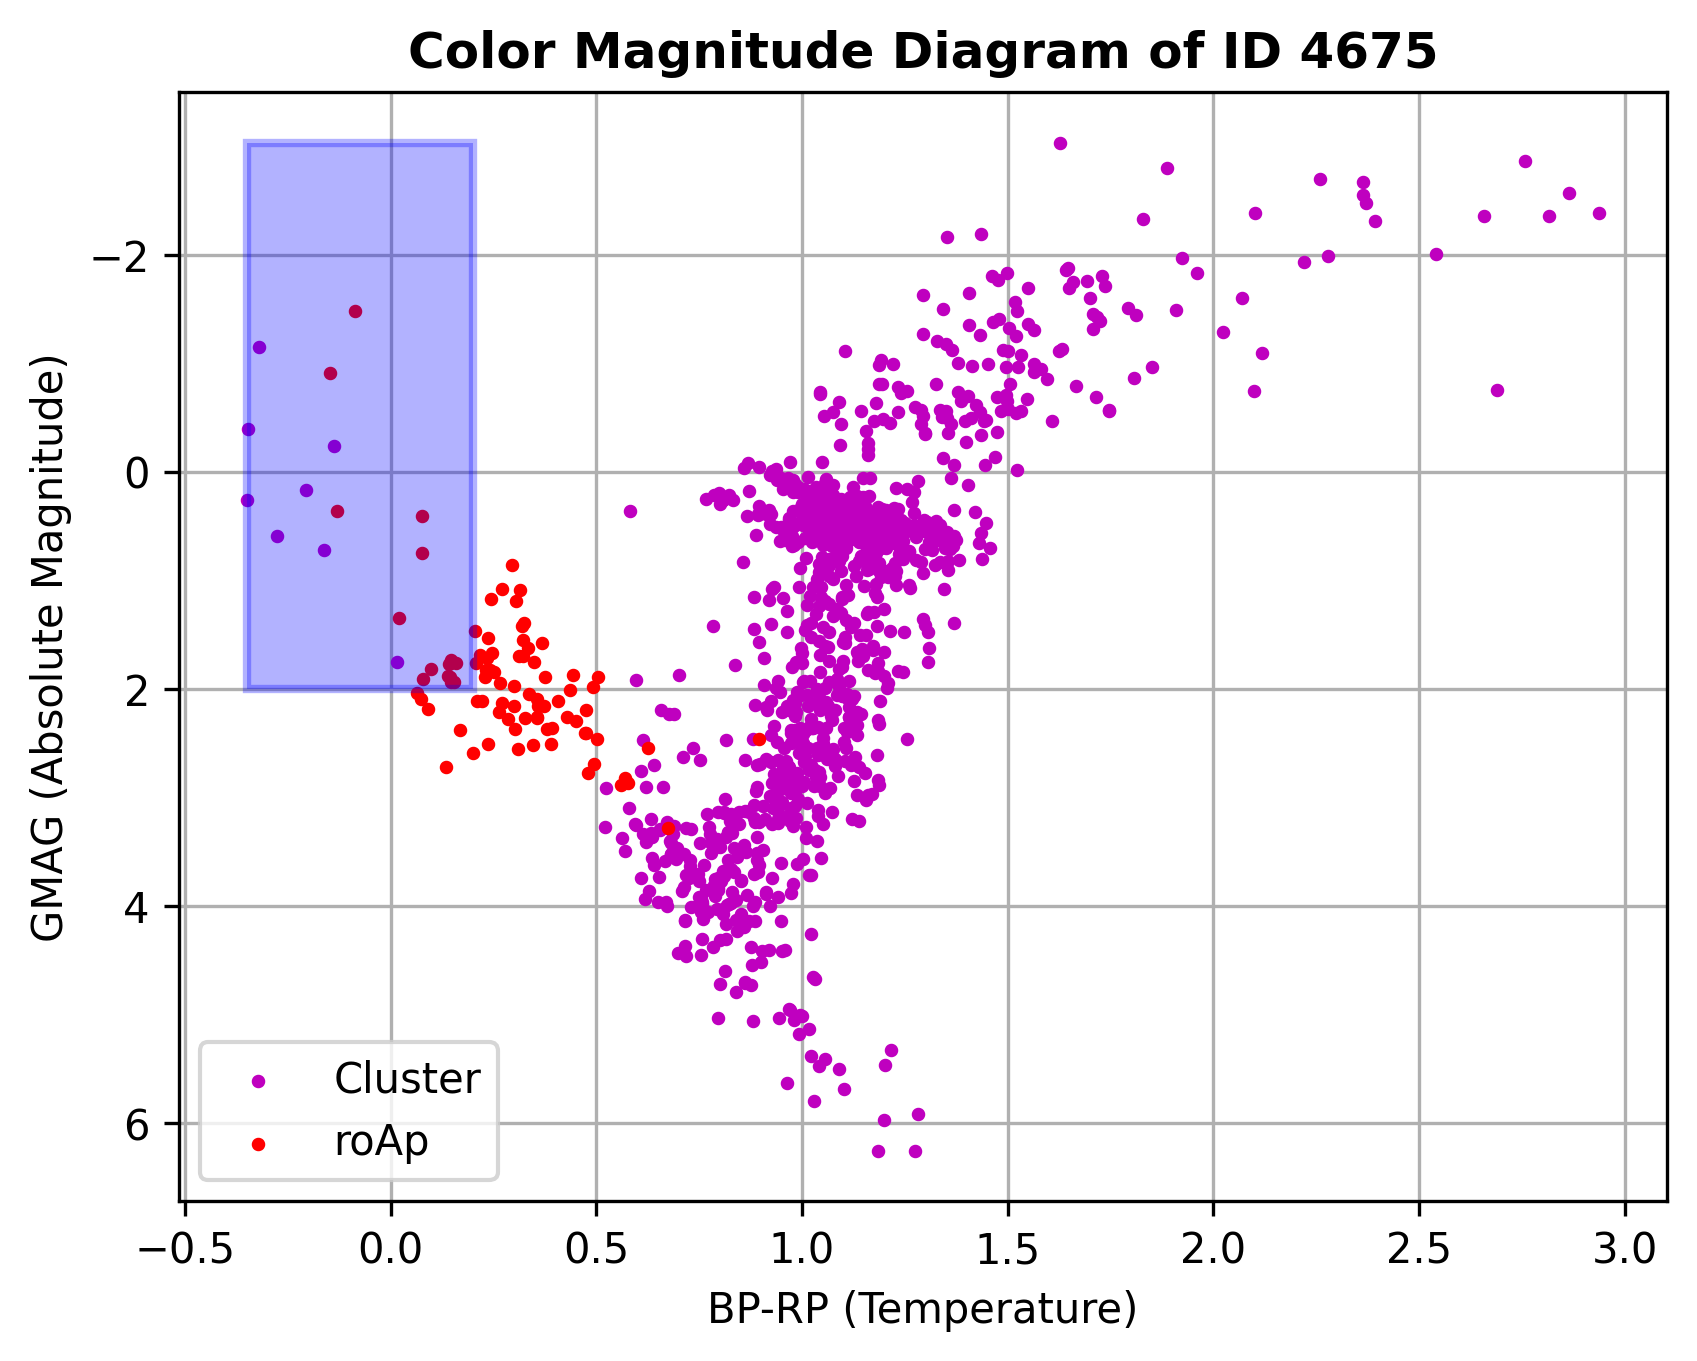 Color Magnitude Diagram of ID 4675
GMAG (Absolute Magnitude)
−2
0
2
4
6
Cluster
roAp
−0.5 0.0 0.5 1.0 1.5 2.0 2.5 3.0
BP-RP (Temperature)